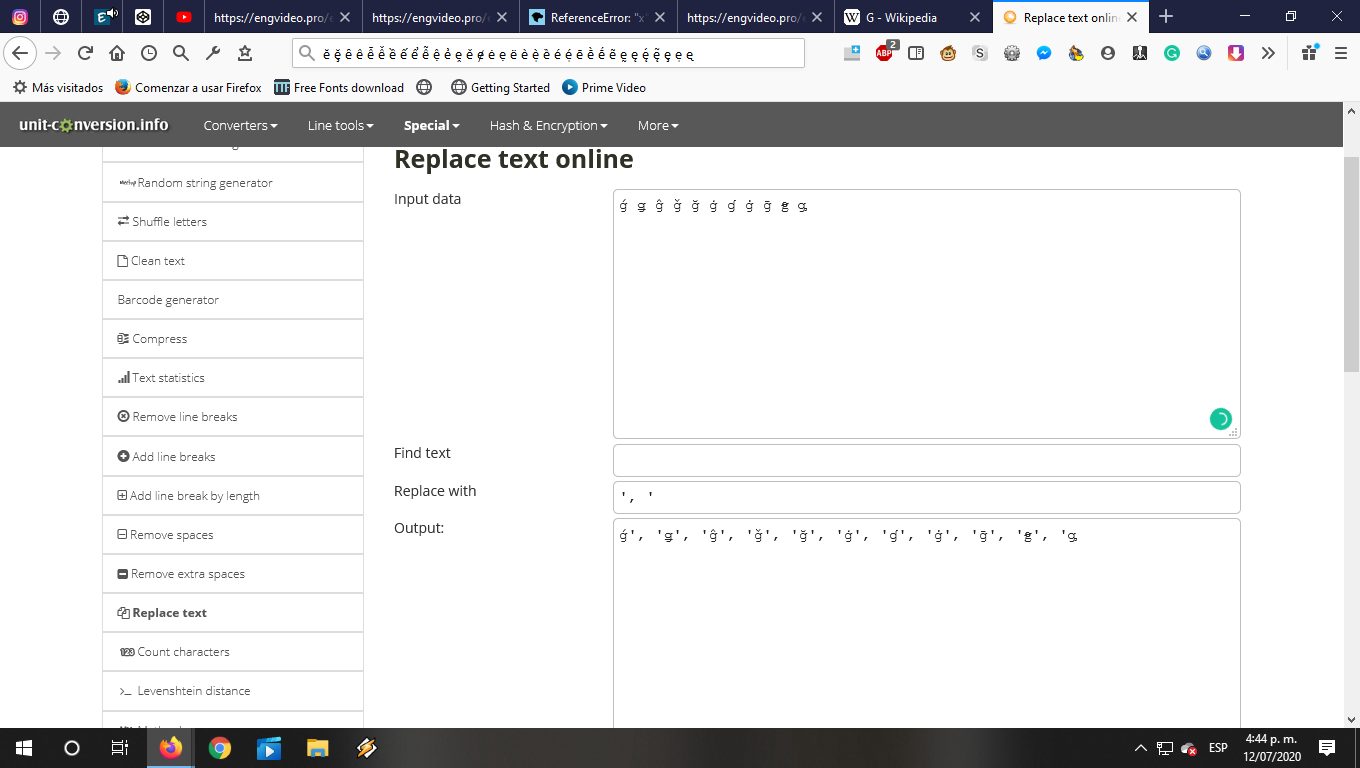 https://engvideo.pro/e
https://engvideo.pro/e
ReferenceError: "x"
https://engvideo.pro/e
G - Wikipedia
Replace text online
Más visitados
Comenzar a usar Firefox
Free Fonts download
Getting Started
Prime Video
unit-conversion.info
Converters
Line tools
Special
Hash & Encryption
More
Random string generator
Shuffle letters
Clean text
Barcode generator
Compress
Text statistics
Remove line breaks
Add line breaks
Add line break by length
Remove spaces
Remove extra spaces
Replace text
Count characters
Levenshtein distance
Replace text online
Input data
Find text
Replace with
', '
Output:
ESP
4:44 p. m.
12/07/2020